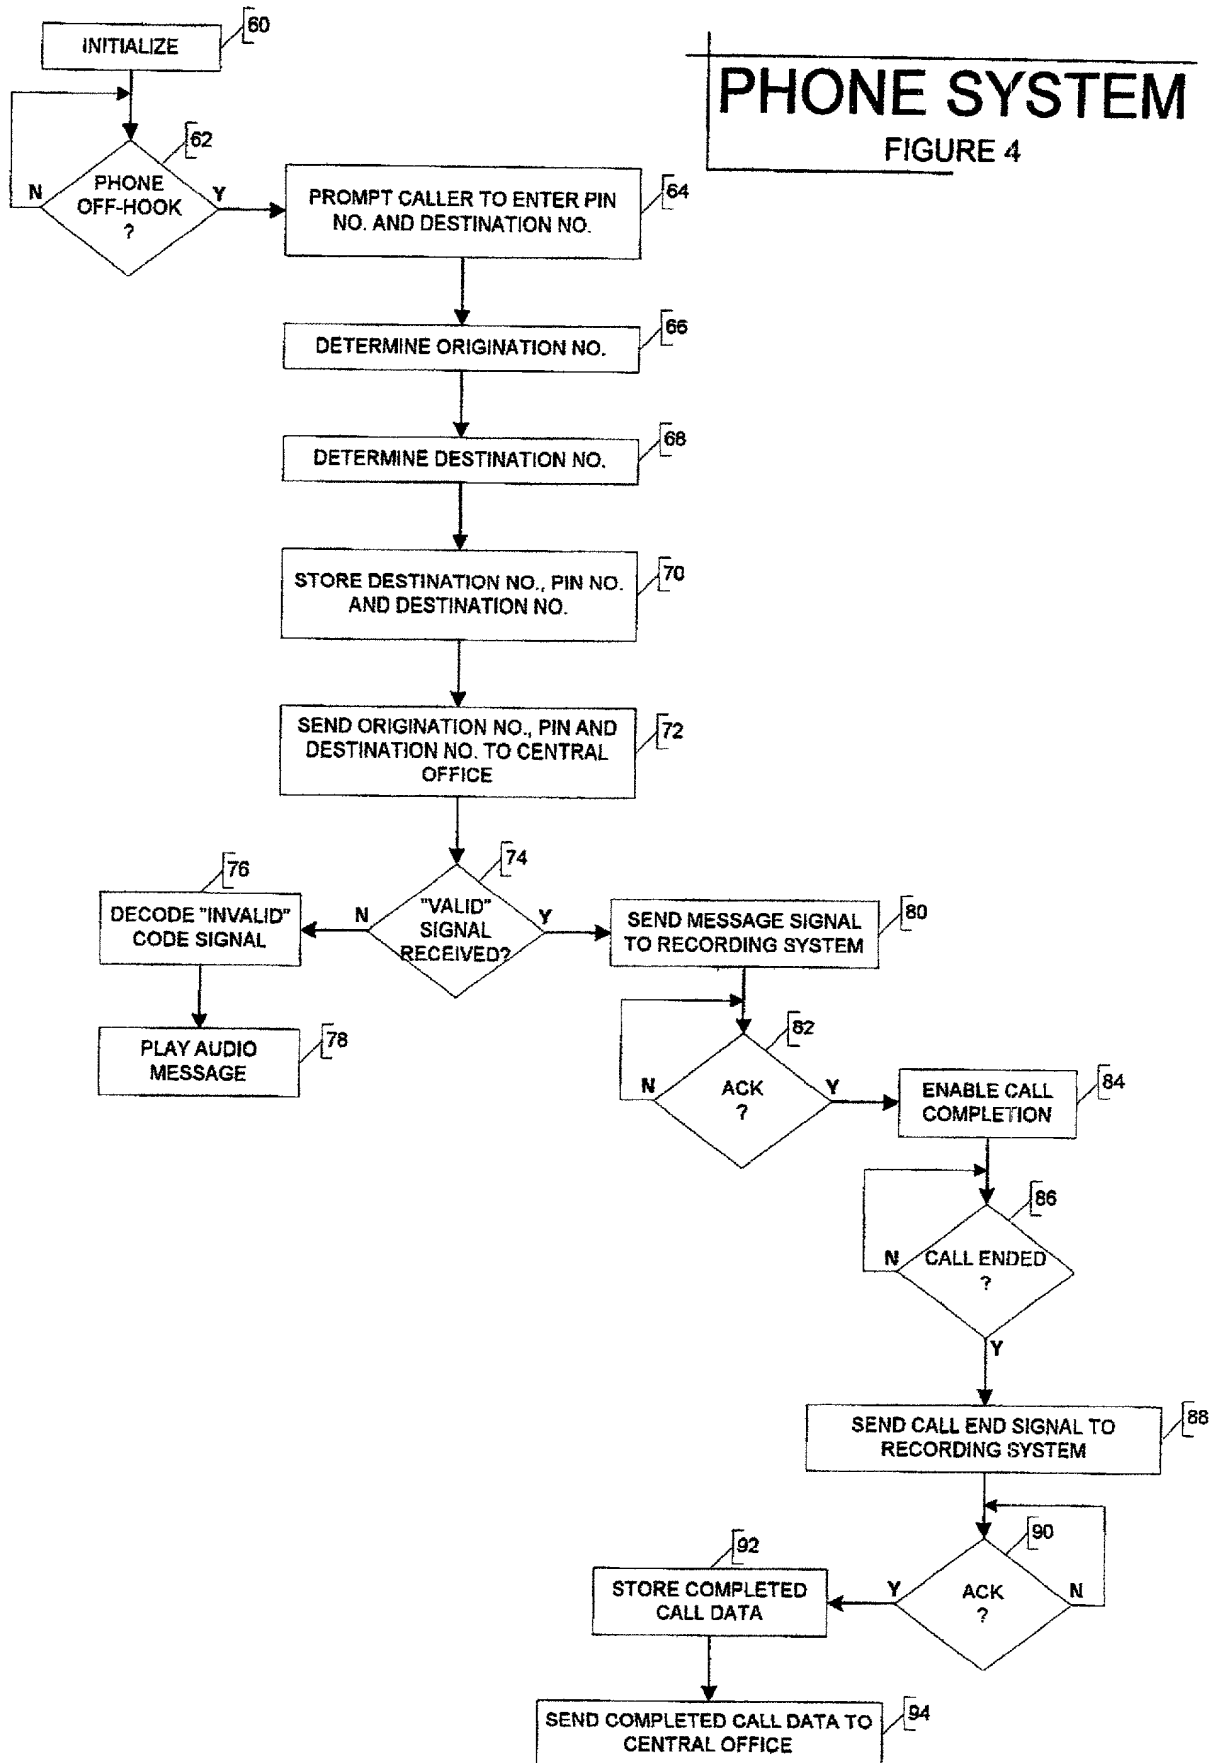 60
INITIALIZE
PHONE SYSTEM
FIGURE 4
62
PHONE
OFF-HOOK
?
N
Y
64
PROMPT CALLER TO ENTER PIN
NO. AND DESTINATION NO.
66
DETERMINE ORIGINATION NO.
68
DETERMINE DESTINATION NO.
70
STORE DESTINATION NO., PIN NO.
AND DESTINATION NO.
72
SEND ORIGINATION NO., PIN AND
DESTINATION NO. TO CENTRAL
OFFICE
74
"VALID"
SIGNAL
RECEIVED?
N
Y
76
DECODE "INVALID"
CODE SIGNAL
78
PLAY AUDIO
MESSAGE
80
SEND MESSAGE SIGNAL
TO RECORDING SYSTEM
82
ACK
?
N
Y
84
ENABLE CALL
COMPLETION
86
CALL ENDED
?
N
Y
88
SEND CALL END SIGNAL TO
RECORDING SYSTEM
90
ACK
?
Y
N
92
STORE COMPLETED
CALL DATA
94
SEND COMPLETED CALL DATA TO
CENTRAL OFFICE